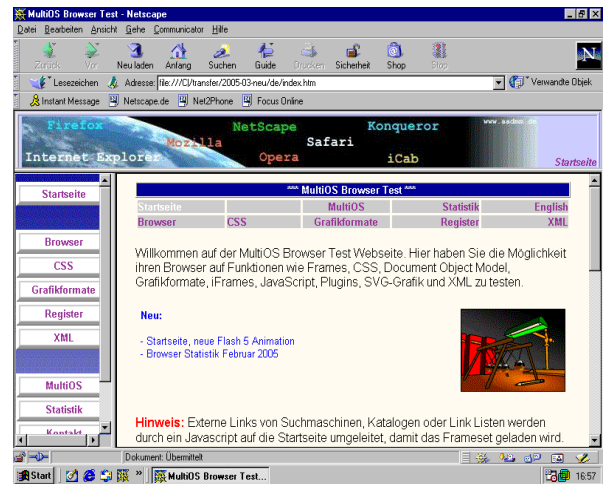 MultiOS Browser Test - Netscape
Datei Bearbeiten Ansicht Gehe Communicator Hilfe
Zurück Vor Neu laden Anfang Suchen Guide Drucken Sicherheit Shop Stop
Lesezeichen Adresse: file:///C|/transfer/2005-03-neu/de/index.htm Verwandte Objek
Instant Message Netscape.de Net2Phone Focus Online
Firefox NetScape Konqueror
Mozilla Safari
Internet Explorer Opera iCab
Startseite
Startseite
Browser
CSS
Grafikformate
Register
XML
MultiOS
Statistik
Kontakt
*** MultiOS Browser Test ***
Startseite MultiOS Statistik English
Browser CSS Grafikformate Register XML
Willkommen auf der MultiOS Browser Test Webseite. Hier haben Sie die Möglichkeit
ihren Browser auf Funktionen wie Frames, CSS, Document Object Model,
Grafikformate, iFrames, JavaScript, Plugins, SVG-Grafik und XML zu testen.
Neu:
- Startseite, neue Flash 5 Animation
- Browser Statistik Februar 2005
Hinweis: Externe Links von Suchmaschinen, Katalogen oder Link Listen werden
durch ein Javascript auf die Startseite umgeleitet, damit das Frameset geladen wird.
Dokument: Übermittelt
Start » MultiOS Browser Test... 16:57